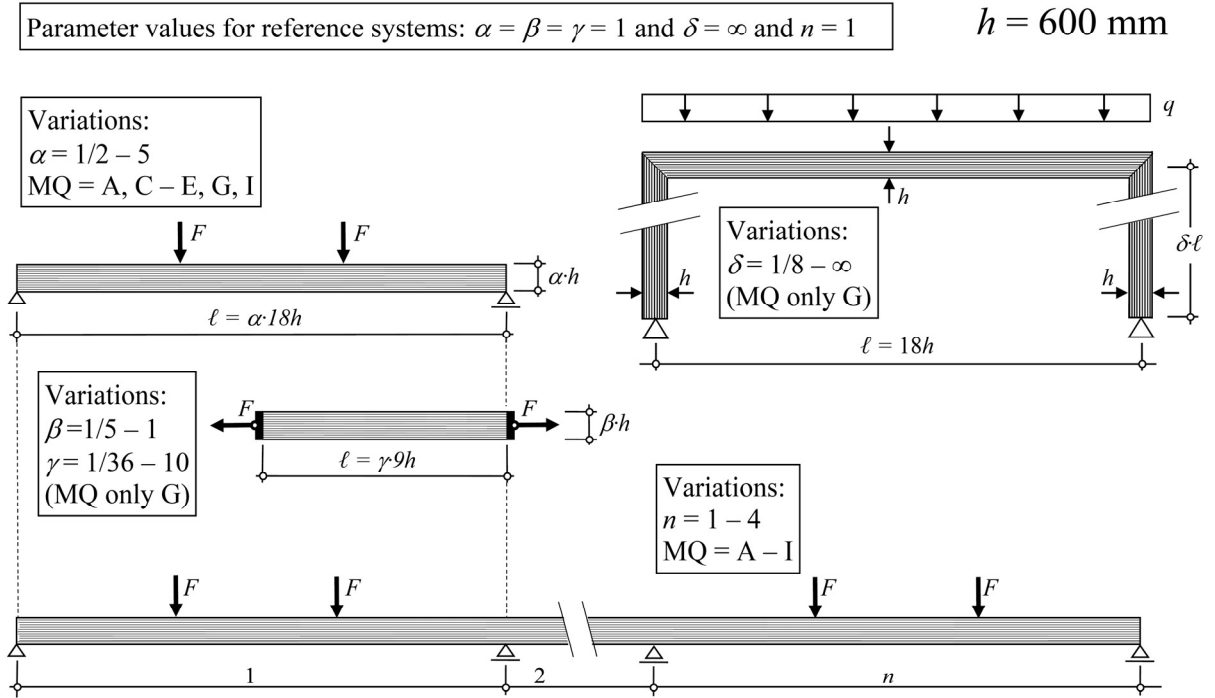 Parameter values for reference systems: α = β = γ = 1 and δ = ∞ and n = 1
h = 600 mm
Variations:
α = 1/2 – 5
MQ = A, C – E, G, I
F
F
α·h
ℓ = α·18h
q
h
Variations:
δ = 1/8 – ∞
(MQ only G)
h
h
δ·ℓ
ℓ = 18h
Variations:
β =1/5 – 1
γ = 1/36 – 10
(MQ only G)
F
F
β·h
ℓ = γ·9h
Variations:
n = 1 – 4
MQ = A – I
F
F
F
F
1
2
n